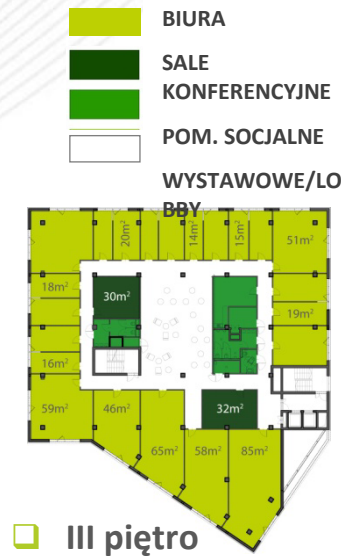 BIURA
SALE
KONFERENCYJNE
POM. SOCJALNE
WYSTAWOWE/LO
BBY
20m²
14m²
15m²
51m²
18m²
30m²
19m²
16m²
59m²
46m²
32m²
65m²
58m²
85m²
❑ III piętro